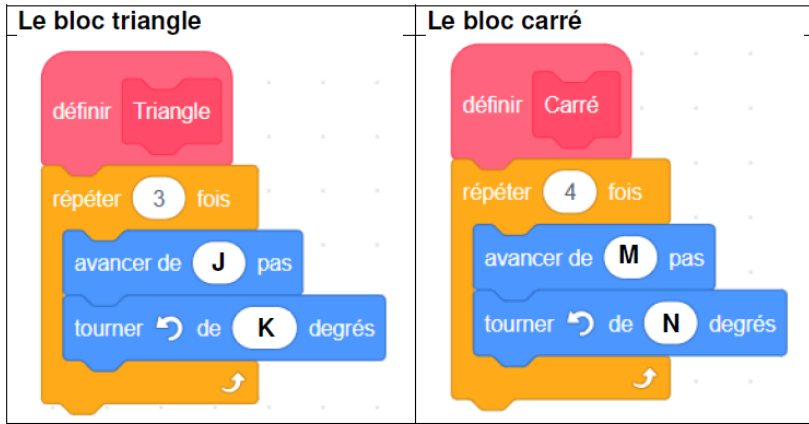 Le bloc triangle
définir Triangle
répéter 3 fois
avancer de J pas
tourner de K degrés
Le bloc carré
définir Carré
répéter 4 fois
avancer de M pas
tourner de N degrés